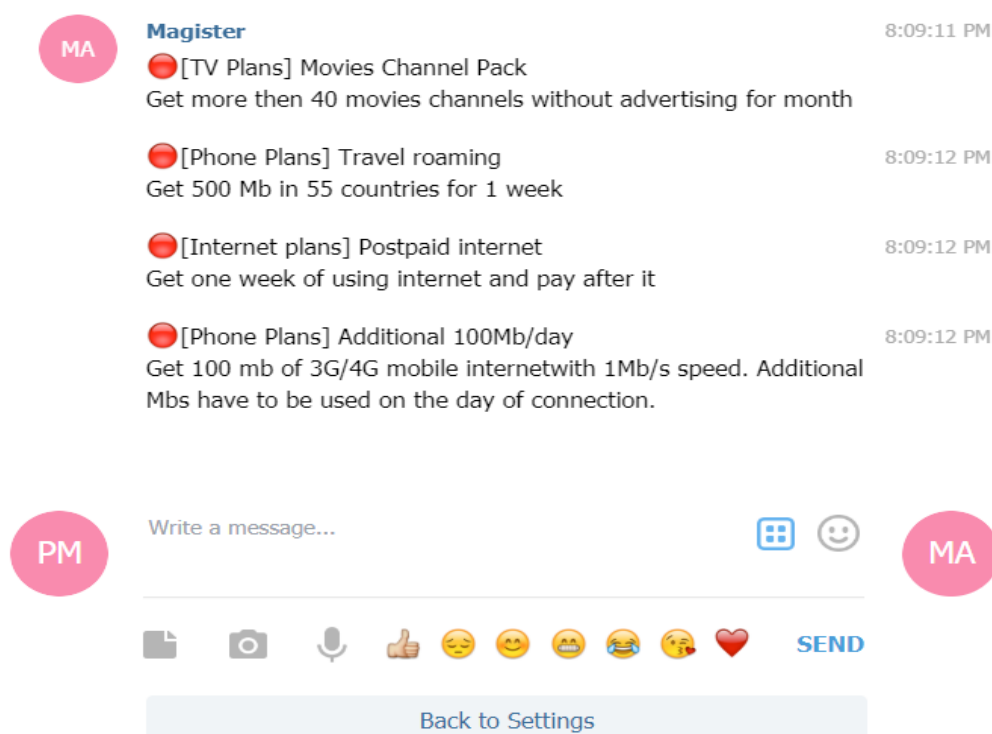 MA
Magister
8:09:11 PM
🔴[TV Plans] Movies Channel Pack
Get more then 40 movies channels without advertising for month
🔴[Phone Plans] Travel roaming
8:09:12 PM
Get 500 Mb in 55 countries for 1 week
🔴[Internet plans] Postpaid internet
8:09:12 PM
Get one week of using internet and pay after it
🔴[Phone Plans] Additional 100Mb/day
8:09:12 PM
Get 100 mb of 3G/4G mobile internetwith 1Mb/s speed. Additional
Mbs have to be used on the day of connection.
PM
Write a message...
MA
SEND
Back to Settings